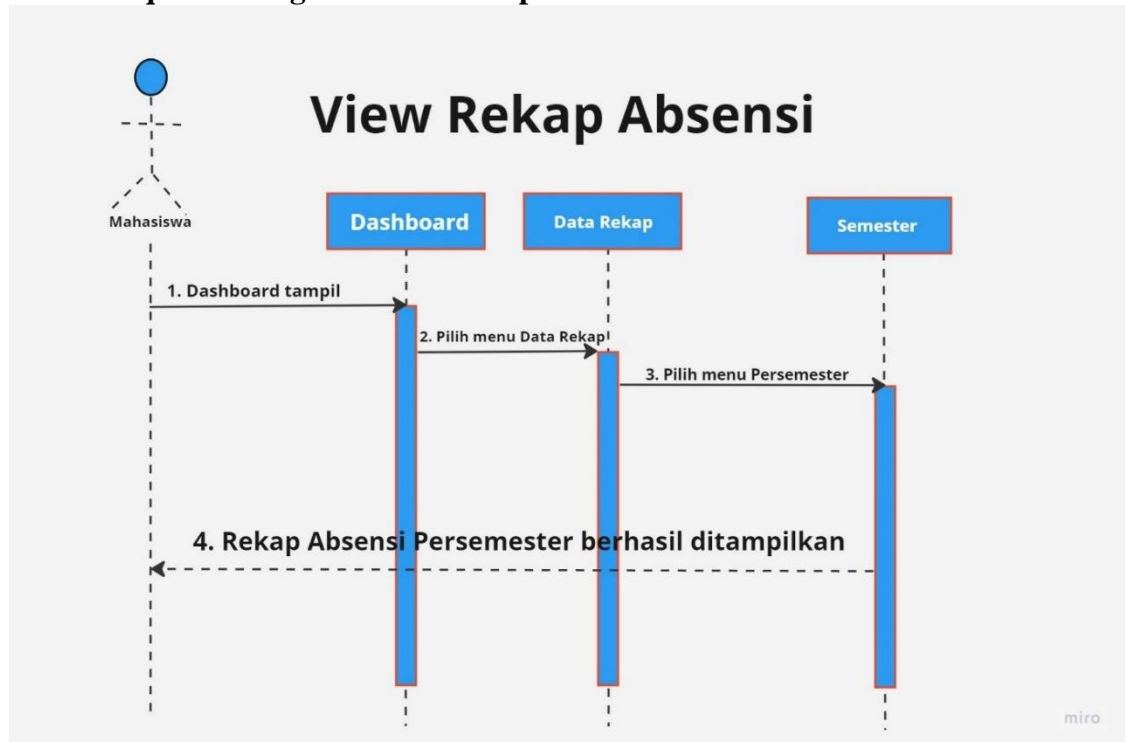 View Rekap Absensi
Mahasiswa
Dashboard
Data Rekap
Semester
1. Dashboard tampil
2. Pilih menu Data Rekap
3. Pilih menu Persemester
4. Rekap Absensi Persemester berhasil ditampilkan
miro